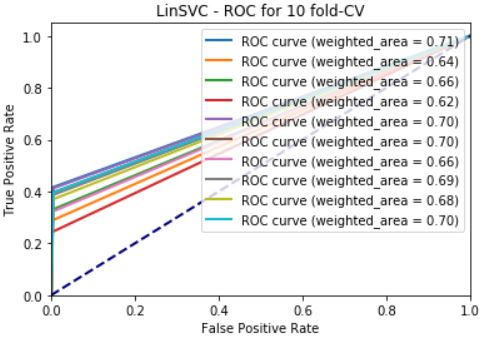 LinSVC - ROC for 10 fold-CV
True Positive Rate
1.0
0.8
0.6
0.4
0.2
0.0
ROC curve (weighted_area = 0.71)
ROC curve (weighted_area = 0.64)
ROC curve (weighted_area = 0.66)
ROC curve (weighted_area = 0.62)
ROC curve (weighted_area = 0.70)
ROC curve (weighted_area = 0.70)
ROC curve (weighted_area = 0.66)
ROC curve (weighted_area = 0.69)
ROC curve (weighted_area = 0.68)
ROC curve (weighted_area = 0.70)
0.0 0.2 0.4 0.6 0.8 1.0
False Positive Rate